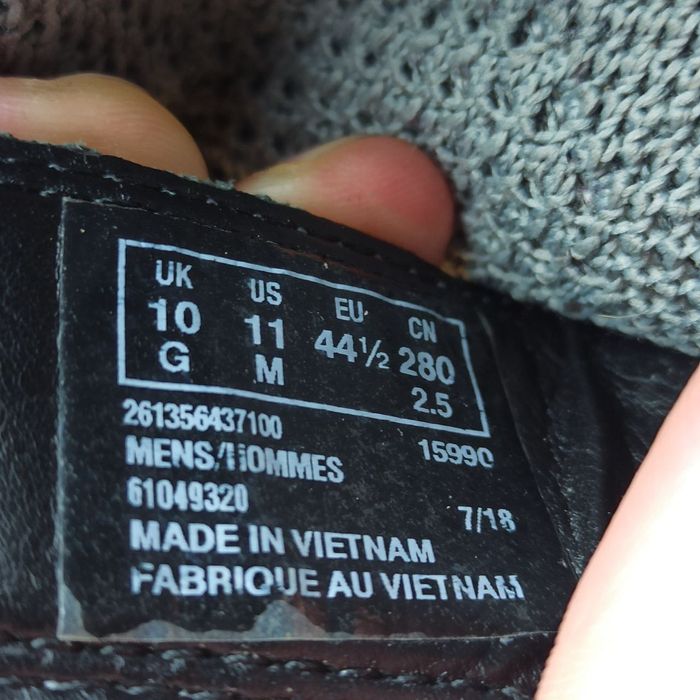 UK US EU CN
10 11 44½ 280
G M 2.5
261356437100 15990
MENS/HOMMES
61049320 7/18
MADE IN VIETNAM
FABRIQUE AU VIETNAM